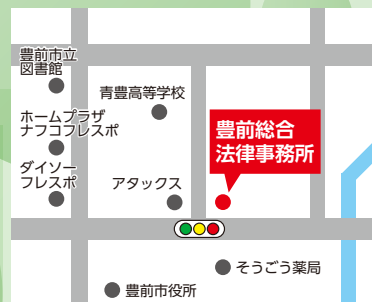 豊前市立
図書館
青豊高等学校
ホームプラザ
ナフコフレスポ
豊前総合
法律事務所
ダイソー
フレスポ
アタックス
そうごう薬局
豊前市役所